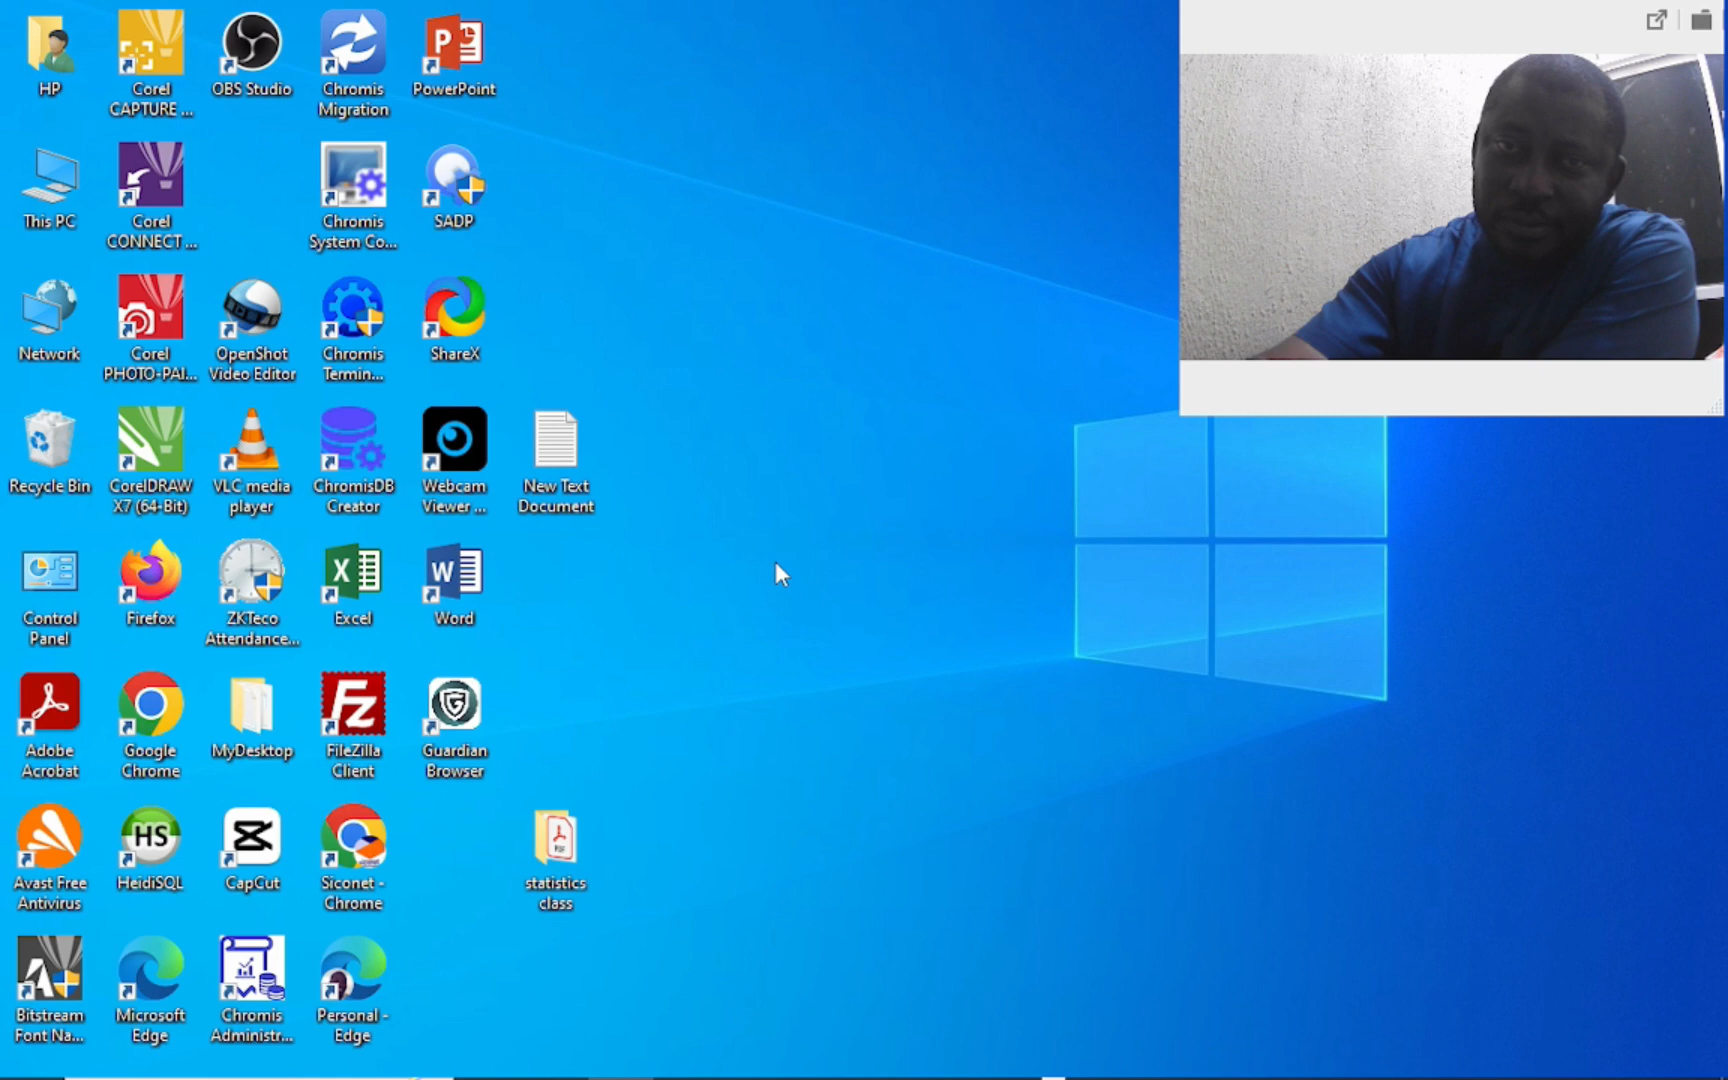 HP
Corel
CAPTURE ...
OBS Studio
Chromis
Migration
PowerPoint
This PC
Corel
CONNECT ...
Chromis
System Co...
SADP
Network
Corel
PHOTO-PAI...
OpenShot
Video Editor
Chromis
Termin...
ShareX
Recycle Bin
CorelDRAW
X7 (64-Bit)
VLC media
player
ChromisDB
Creator
Webcam
Viewer ...
New Text
Document
Control
Panel
Firefox
ZKTeco
Attendance...
Excel
Word
Adobe
Acrobat
Google
Chrome
MyDesktop
FileZilla
Client
Guardian
Browser
Avast Free
Antivirus
HeidiSQL
CapCut
Siconet -
Chrome
statistics
class
Bitstream
Font Na...
Microsoft
Edge
Chromis
Administr...
Personal -
Edge